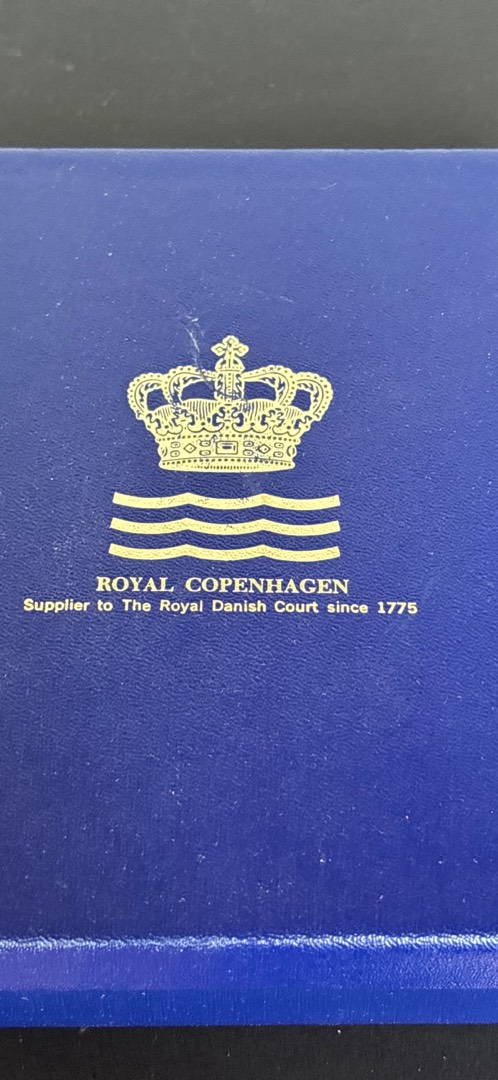 ROYAL COPENHAGEN
Supplier to The Royal Danish Court since 1775